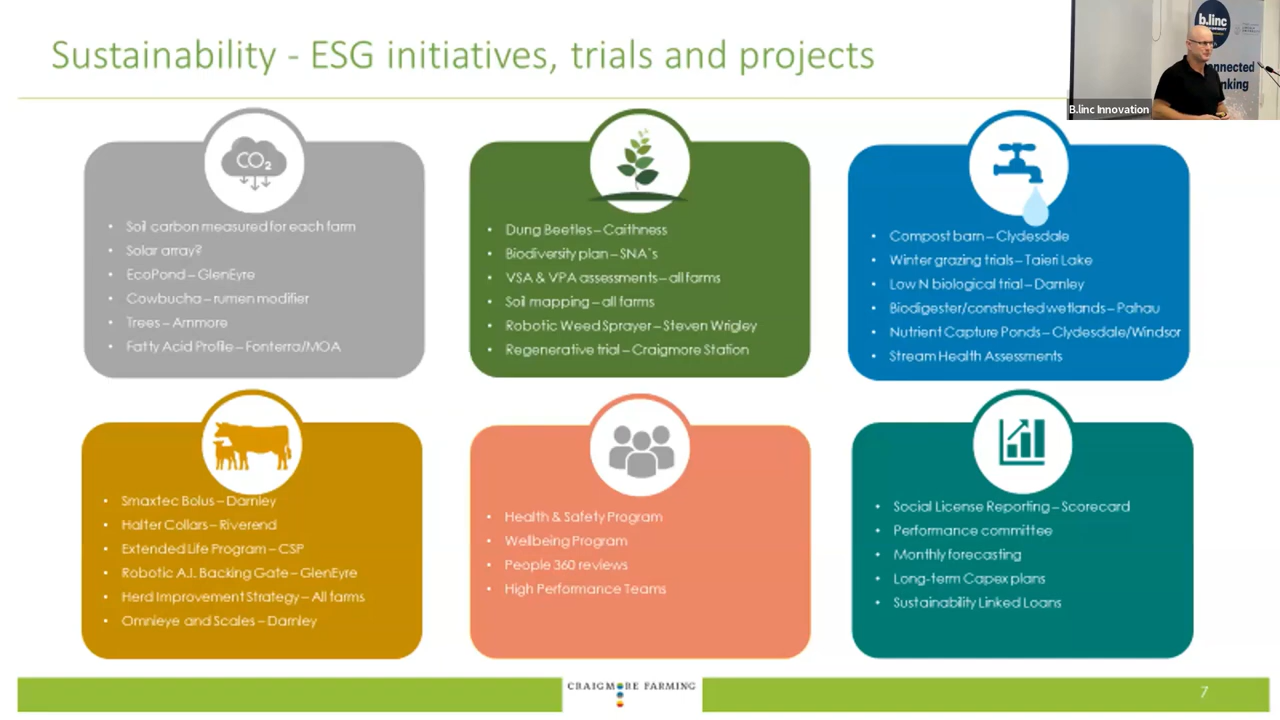 Sustainability - ESG initiatives, trials and projects
b.linc
onnected
nking
B.linc Innovation
CO2
• Soil carbon measured for each farm
• Solar array?
• EcoPond – GlenEyre
• Cowbucha – rumen modifier
• Trees – Ammore
• Fatty Acid Profile – Fonterra/MOA
• Dung Beetles – Caithness
• Biodiversity plan – SNA's
• VSA & VPA assessments – all farms
• Soil mapping – all farms
• Robotic Weed Sprayer – Steven Wrigley
• Regenerative trial – Craigmore Station
• Compost barn – Clydesdale
• Winter grazing trials – Taieri Lake
• Low N biological trial – Darnley
• Biodigester/constructed wetlands – Pahau
• Nutrient Capture Ponds – Clydesdale/Windsor
• Stream Health Assessments
• Smaxtec Bolus – Darnley
• Halter Collars – Riverend
• Extended Life Program – CSP
• Robotic A.I. Backing Gate – GlenEyre
• Herd Improvement Strategy – All farms
• Omnieye and Scales – Darnley
• Health & Safety Program
• Wellbeing Program
• People 360 reviews
• High Performance Teams
• Social License Reporting – Scorecard
• Performance committee
• Monthly forecasting
• Long-term Capex plans
• Sustainability Linked Loans
CRAIGMORE FARMING
7